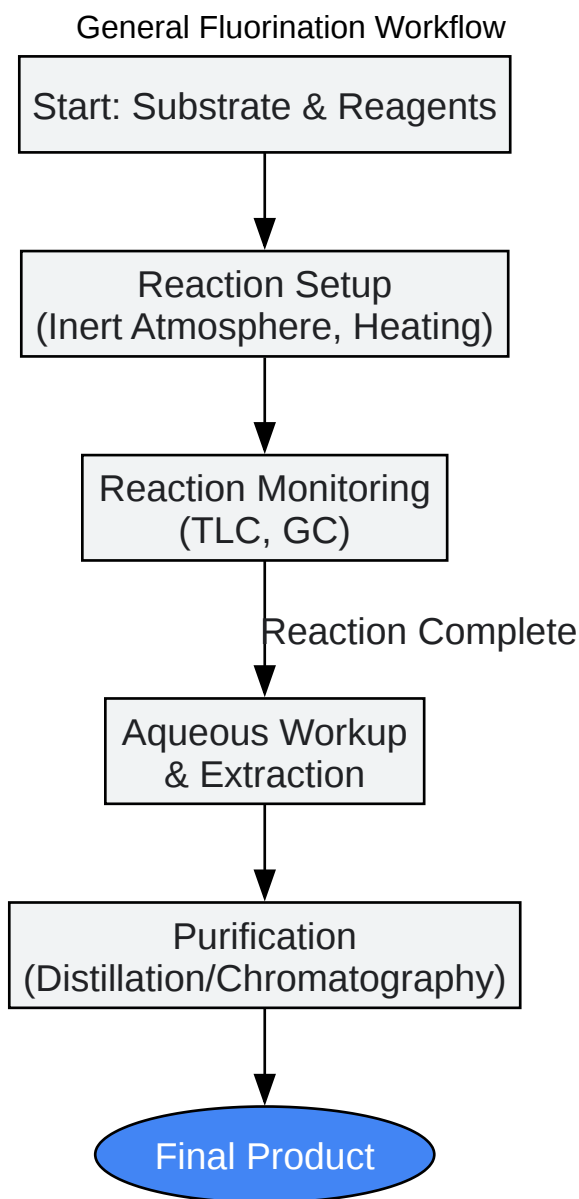 General Fluorination Workflow
Start: Substrate & Reagents
Reaction Setup
(Inert Atmosphere, Heating)
Reaction Monitoring
(TLC, GC)
Reaction Complete
Aqueous Workup
& Extraction
Purification
(Distillation/Chromatography)
Final Product